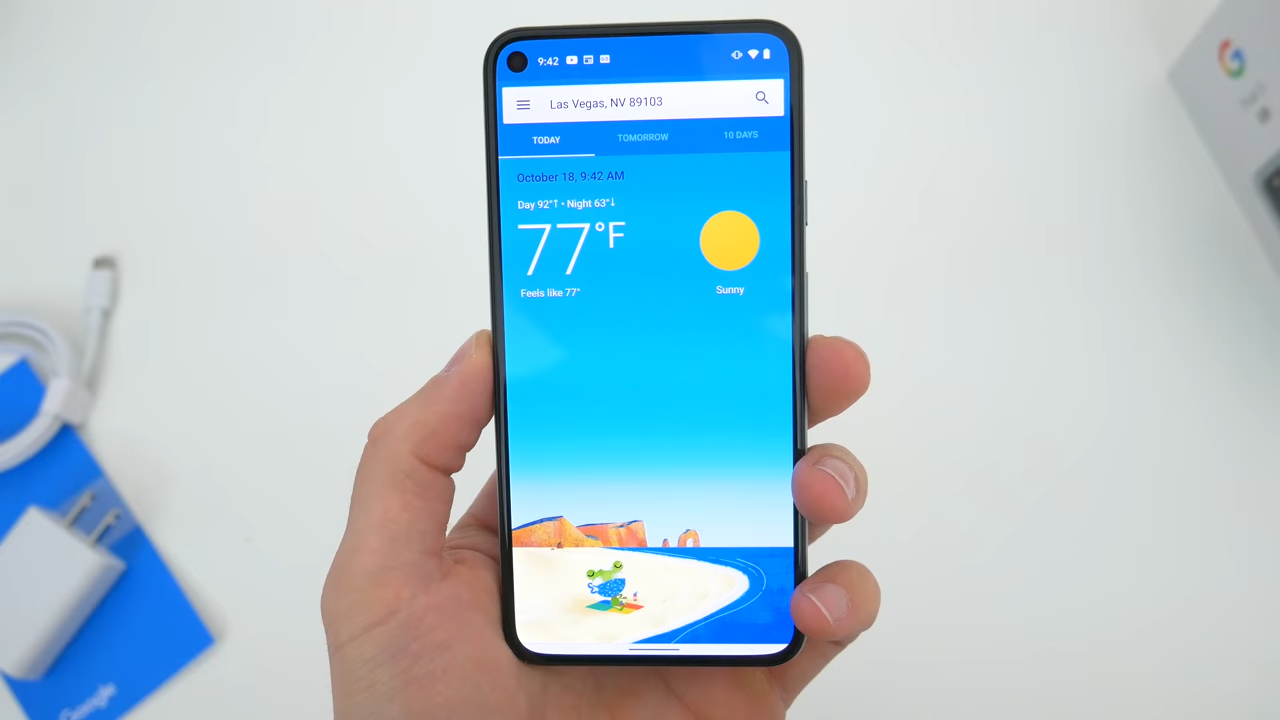 9:42
Las Vegas, NV 89103
TODAY TOMORROW 10 DAYS
October 18, 9:42 AM
Day 92°↑ • Night 63°↓
77°F
Feels like 77°
Sunny
Google